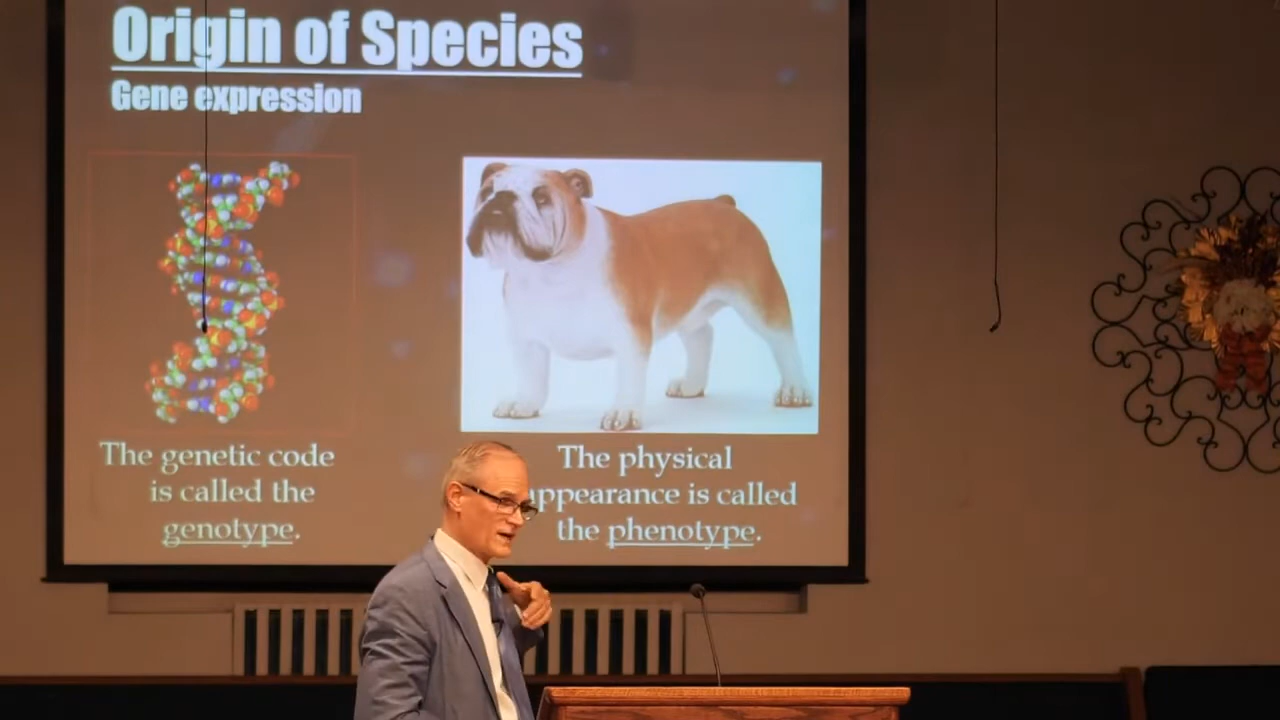 Origin of Species
Gene expression
The genetic code
is called the
genotype.
The physical
appearance is called
the phenotype.